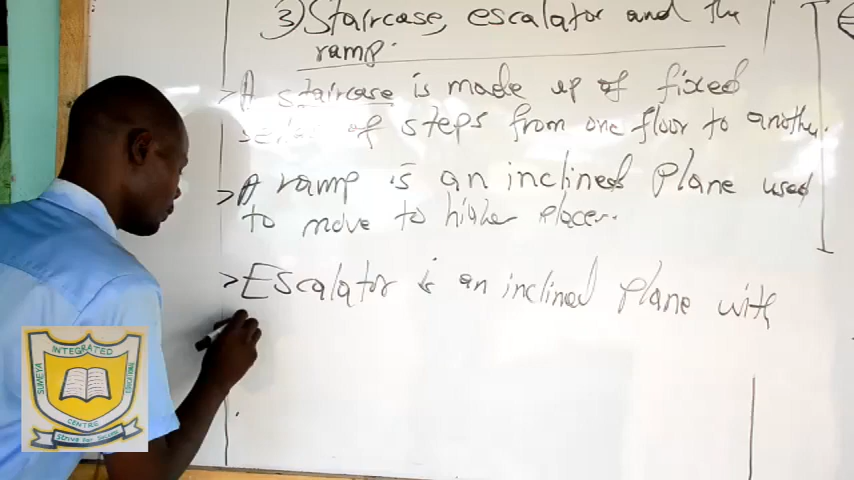 3) Staircase, escalator and the
ramp.
> A staircase is made up of fixed
series of steps from one floor to another.
> A ramp is an inclined plane used
to move to higher places.
> Escalator is an inclined plane with
INTEGRATED
SUMEYA
EDUCATIONAL
CENTRE